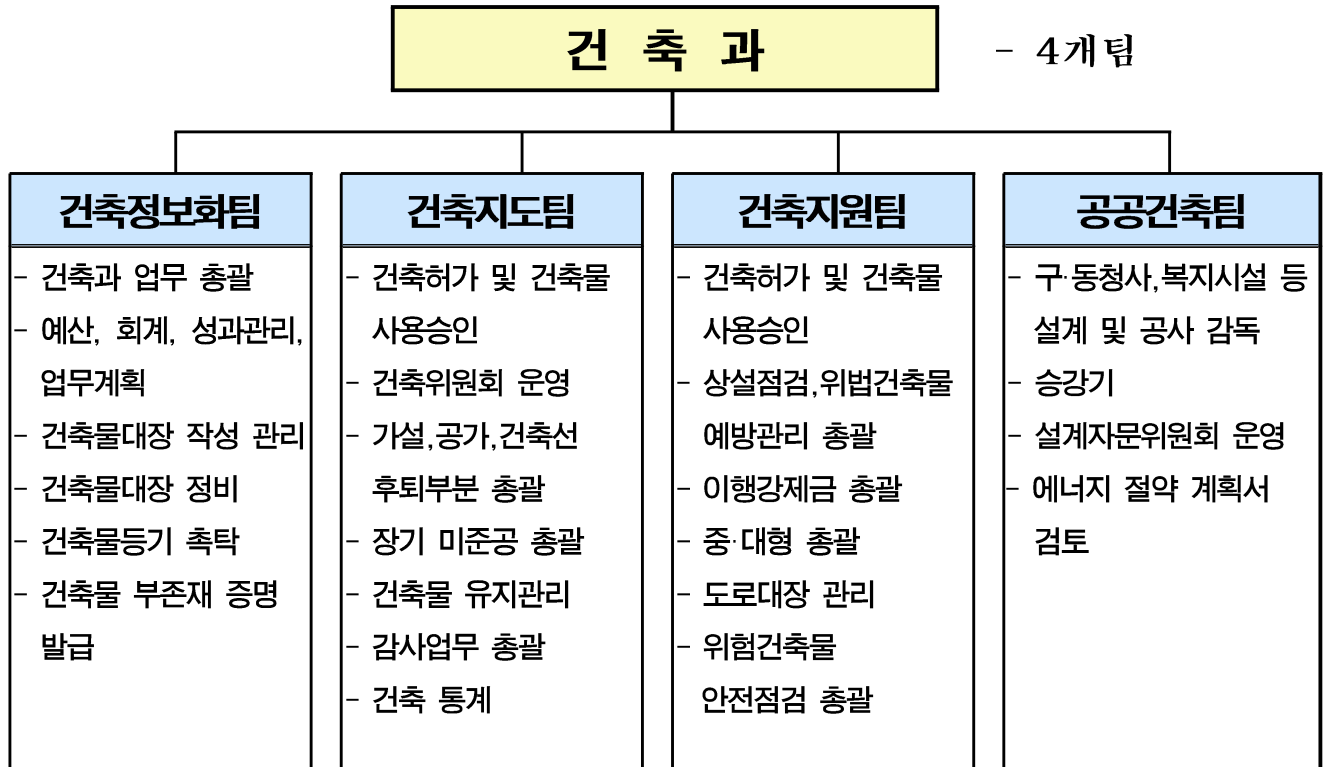 건 축 과
- 4개팀
건축정보화팀
- 건축과 업무 총괄
- 예산, 회계, 성과관리,
업무계획
- 건축물대장 작성 관리
- 건축물대장 정비
- 건축물등기 촉탁
- 건축물 부존재 증명
발급
건축지도팀
- 건축허가 및 건축물
사용승인
- 건축위원회 운영
- 가설,공가,건축선
후퇴부분 총괄
- 장기 미준공 총괄
- 건축물 유지관리
- 감사업무 총괄
- 건축 통계
건축지원팀
- 건축허가 및 건축물
사용승인
- 상설점검,위법건축물
예방관리 총괄
- 이행강제금 총괄
- 중·대형 총괄
- 도로대장 관리
- 위험건축물
안전점검 총괄
공공건축팀
- 구·동청사,복지시설 등
설계 및 공사 감독
- 승강기
- 설계자문위원회 운영
- 에너지 절약 계획서
검토